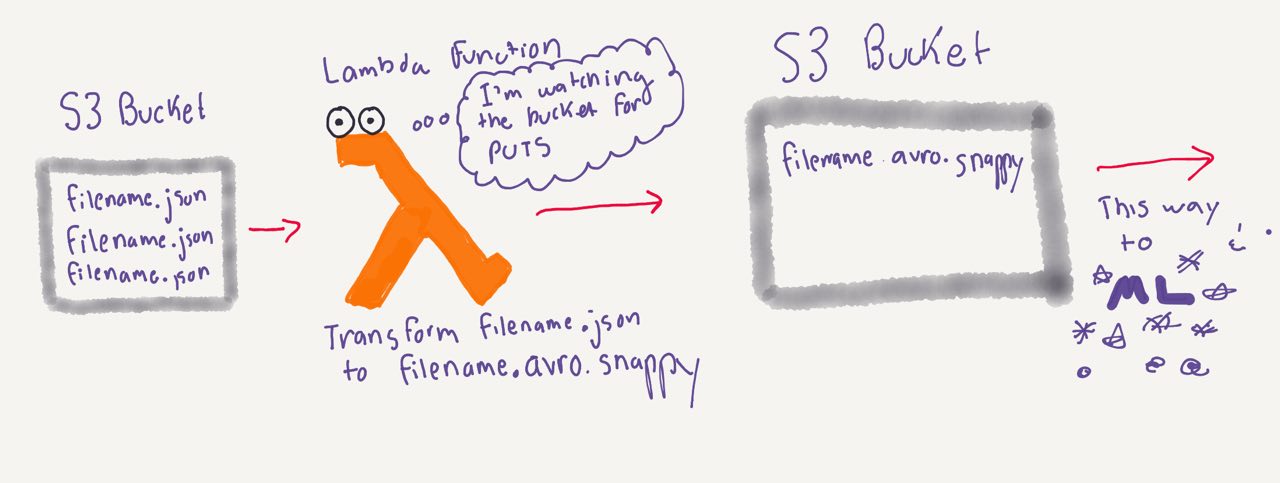 S3 Bucket
filename.json
filename.json
filename.json
Lambda Function
I'm watching
the bucket for
PUTS
Transform filename.json
to filename.avro.snappy
S3 Bucket
filename.avro.snappy
This way
to
ML